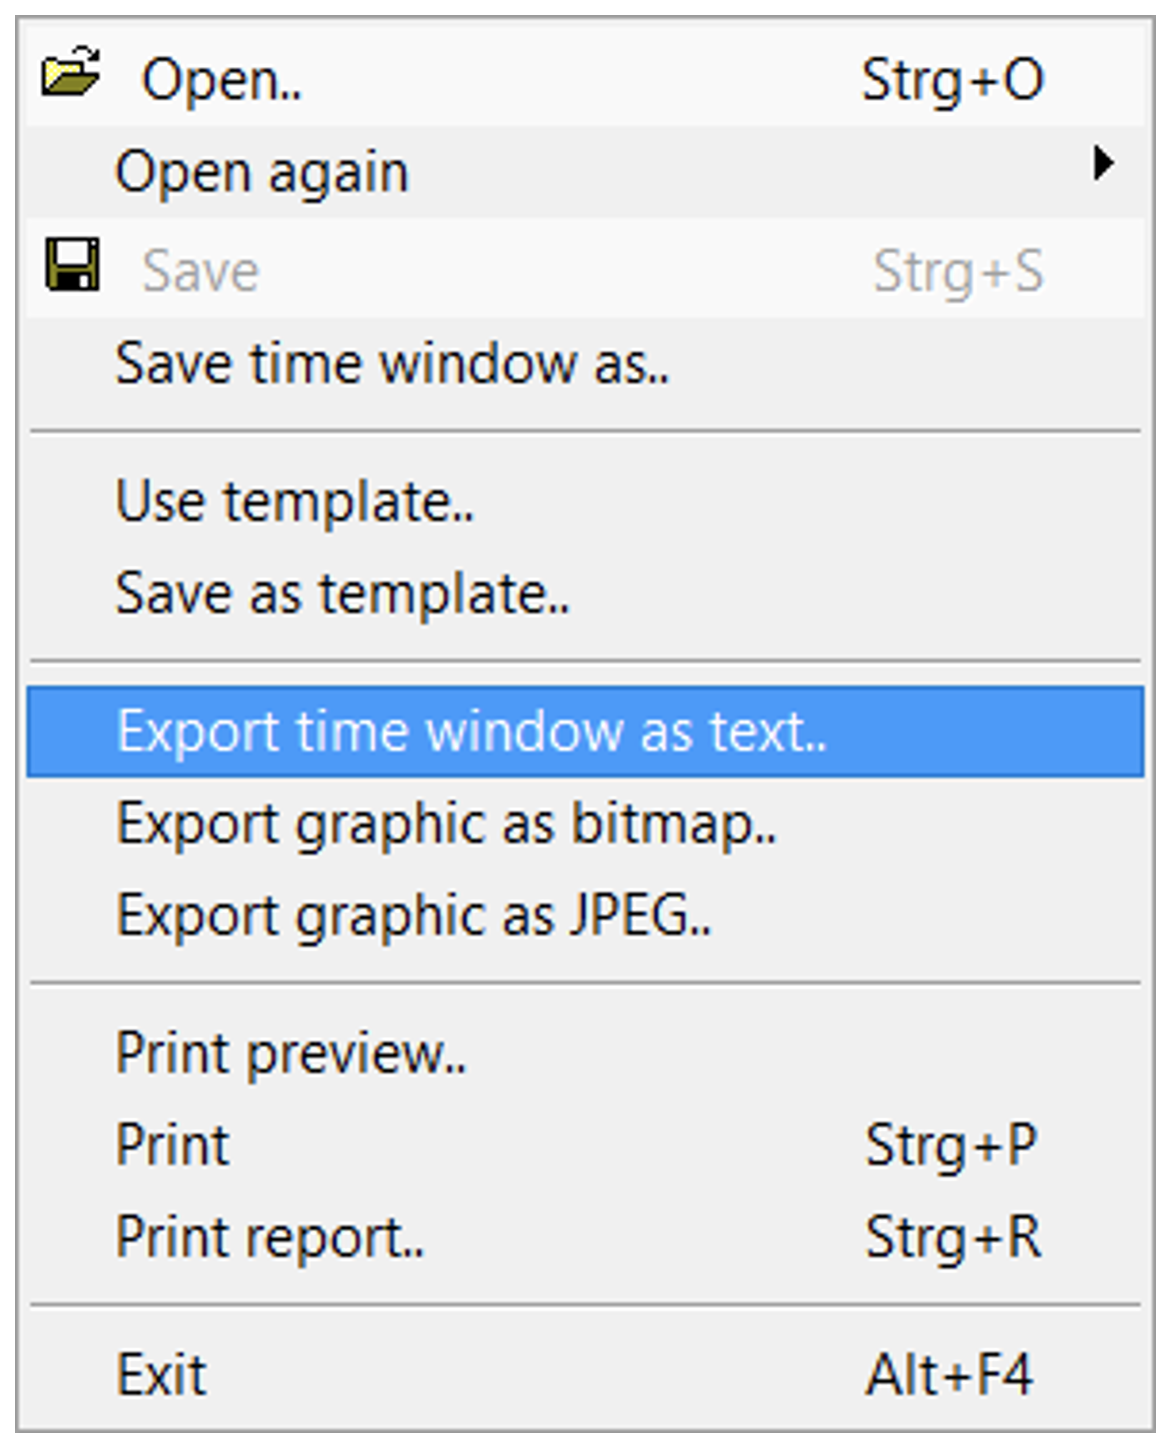 Open.. Strg+O
Open again
Save Strg+S
Save time window as..
Use template..
Save as template..
Export time window as text..
Export graphic as bitmap..
Export graphic as JPEG..
Print preview..
Print Strg+P
Print report.. Strg+R
Exit Alt+F4